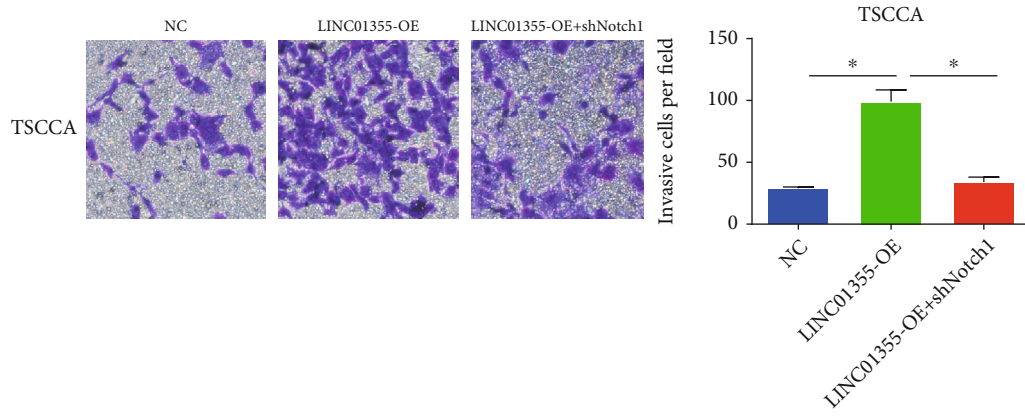 NC
LINC01355-OE
LINC01355-OE+shNotch1
TSCCA
TSCCA
Invasive cells per field
150
100
50
0
*
*
NC
LINC01355-OE
LINC01355-OE+shNotch1